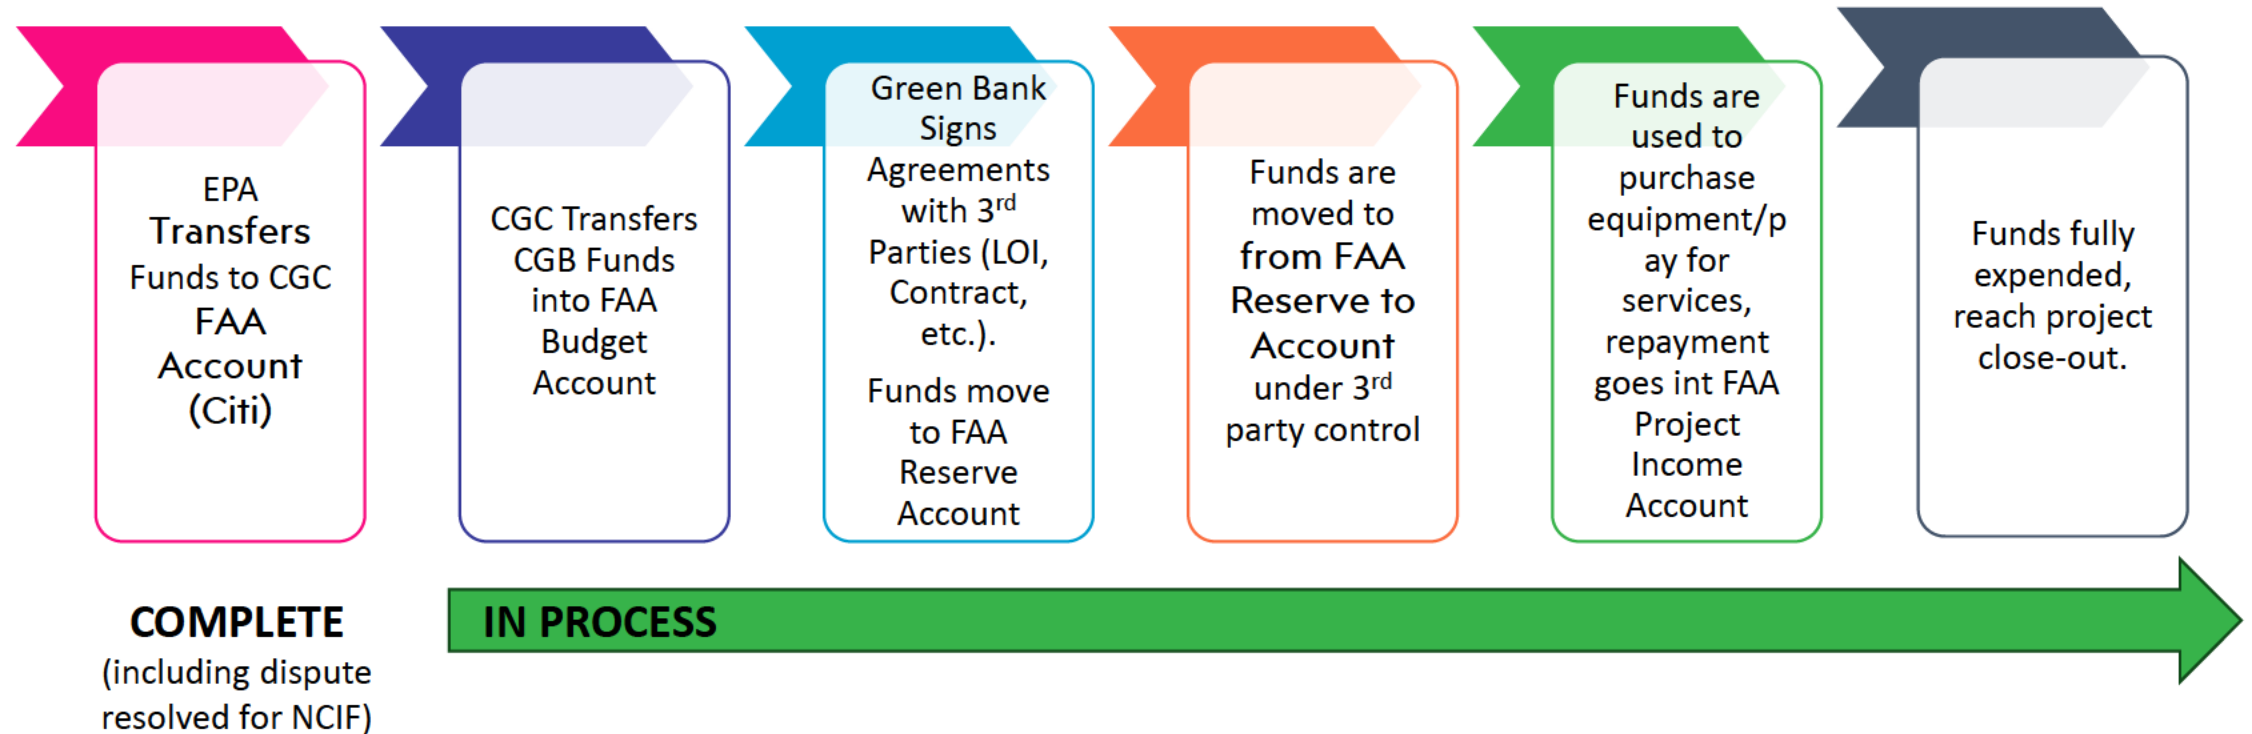 EPA
Transfers
Funds to CGC
FAA
Account
(Citi)
CGC Transfers
CGB Funds
into FAA
Budget
Account
Green Bank
Signs
Agreements
with 3rd
Parties (LOI,
Contract,
etc.).
Funds move
to FAA
Reserve
Account
Funds are
moved to
from FAA
Reserve to
Account
under 3rd
party control
Funds are
used to
purchase
equipment/p
ay for
services,
repayment
goes int FAA
Project
Income
Account
Funds fully
expended,
reach project
close-out.
COMPLETE
(including dispute
resolved for NCIF)
IN PROCESS